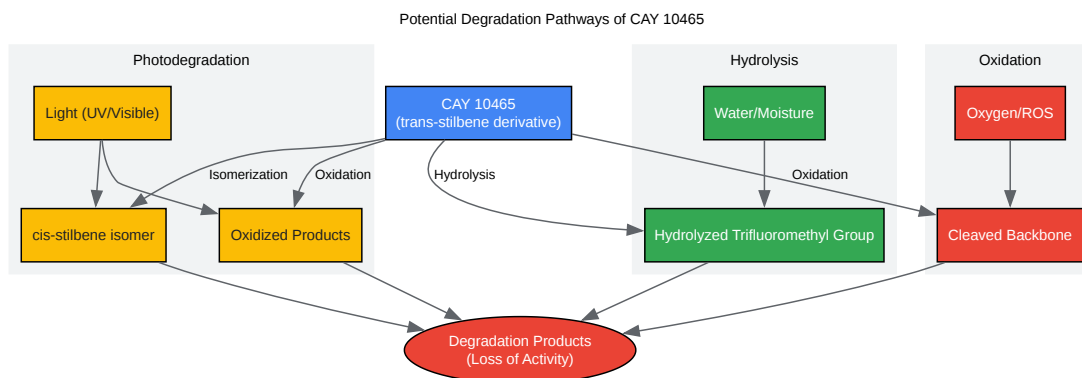 Potential Degradation Pathways of CAY 10465
Photodegradation
Hydrolysis
Oxidation
Light (UV/Visible)
CAY 10465
(trans-stilbene derivative)
Water/Moisture
Oxygen/ROS
Isomerization
Oxidation
Hydrolysis
Oxidation
cis-stilbene isomer
Oxidized Products
Hydrolyzed Trifluoromethyl Group
Cleaved Backbone
Degradation Products
(Loss of Activity)